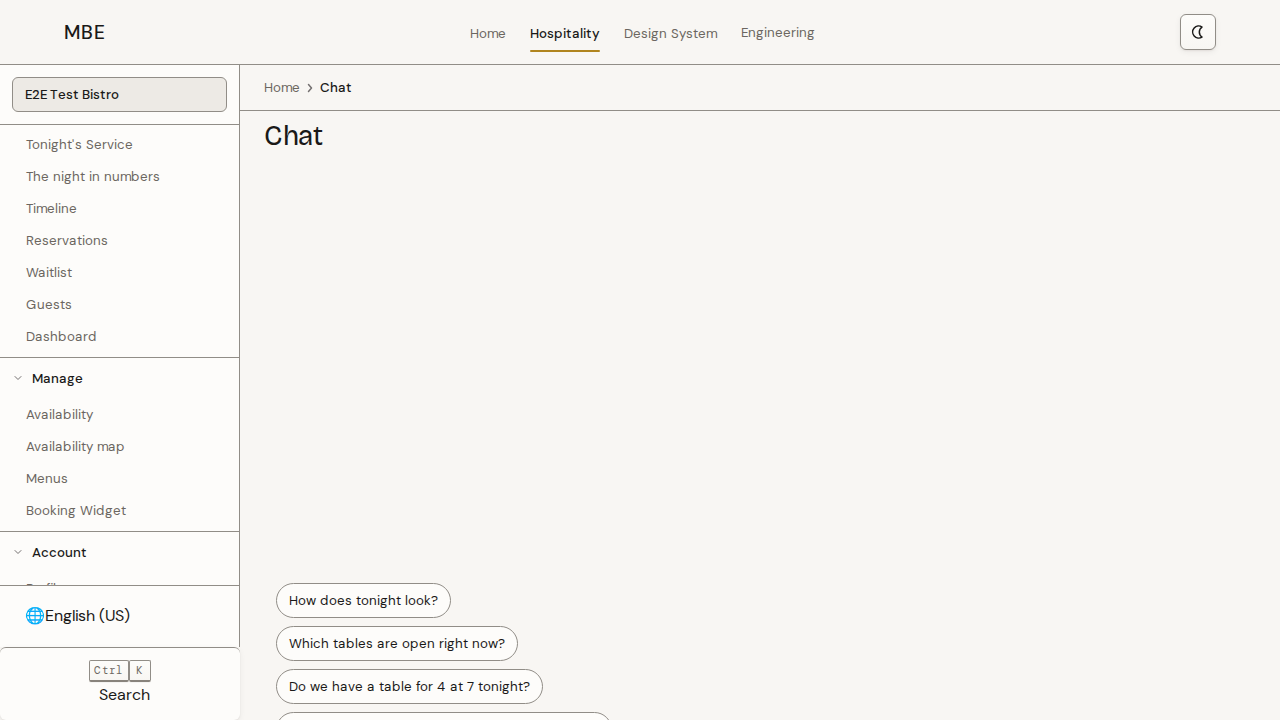 MBE
Home
Hospitality
Design System
Engineering
E2E Test Bistro
Home
Chat
Tonight's Service
The night in numbers
Timeline
Reservations
Waitlist
Guests
Dashboard
Manage
Availability
Availability map
Menus
Booking Widget
Account
English (US)
Ctrl K
Search
Chat
How does tonight look?
Which tables are open right now?
Do we have a table for 4 at 7 tonight?